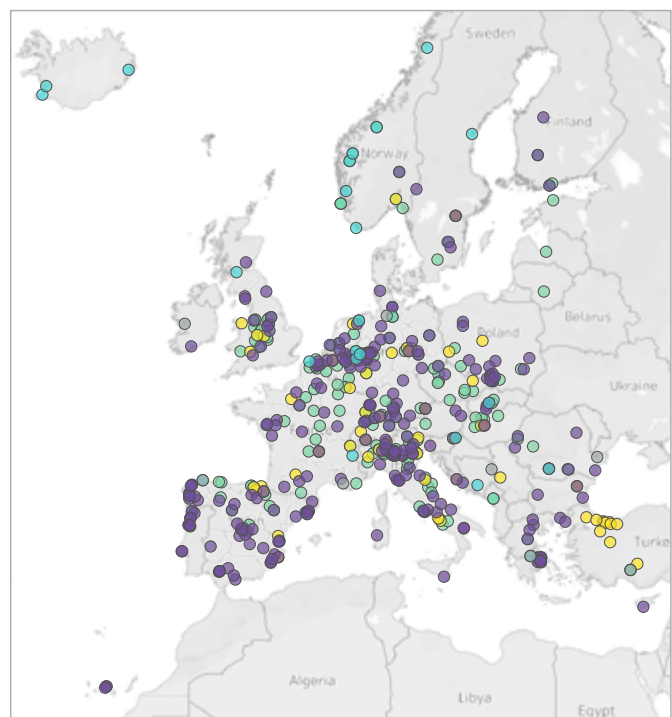 Sweden
Finland
Norway
Belarus
Poland
Ukraine
Turke
Algeria
Libya
Egypt